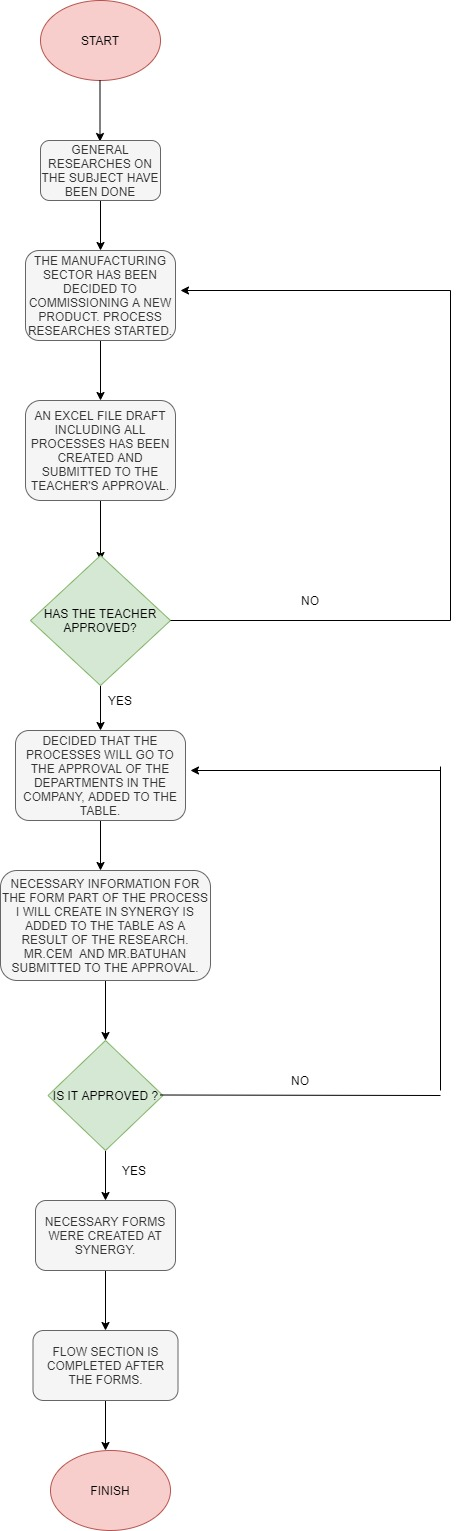 START
GENERAL
RESEARCHES ON
THE SUBJECT HAVE
BEEN DONE
THE MANUFACTURING
SECTOR HAS BEEN
DECIDED TO
COMMISSIONING A NEW
PRODUCT. PROCESS
RESEARCHES STARTED.
AN EXCEL FILE DRAFT
INCLUDING ALL
PROCESSES HAS BEEN
CREATED AND
SUBMITTED TO THE
TEACHER'S APPROVAL.
HAS THE TEACHER
APPROVED?
NO
YES
DECIDED THAT THE
PROCESSES WILL GO TO
THE APPROVAL OF THE
DEPARTMENTS IN THE
COMPANY, ADDED TO THE
TABLE.
NECESSARY INFORMATION FOR
THE FORM PART OF THE PROCESS
I WILL CREATE IN SYNERGY IS
ADDED TO THE TABLE AS A
RESULT OF THE RESEARCH.
MR.CEM AND MR.BATUHAN
SUBMITTED TO THE APPROVAL.
IS IT APPROVED ?
NO
YES
NECESSARY FORMS
WERE CREATED AT
SYNERGY.
FLOW SECTION IS
COMPLETED AFTER
THE FORMS.
FINISH